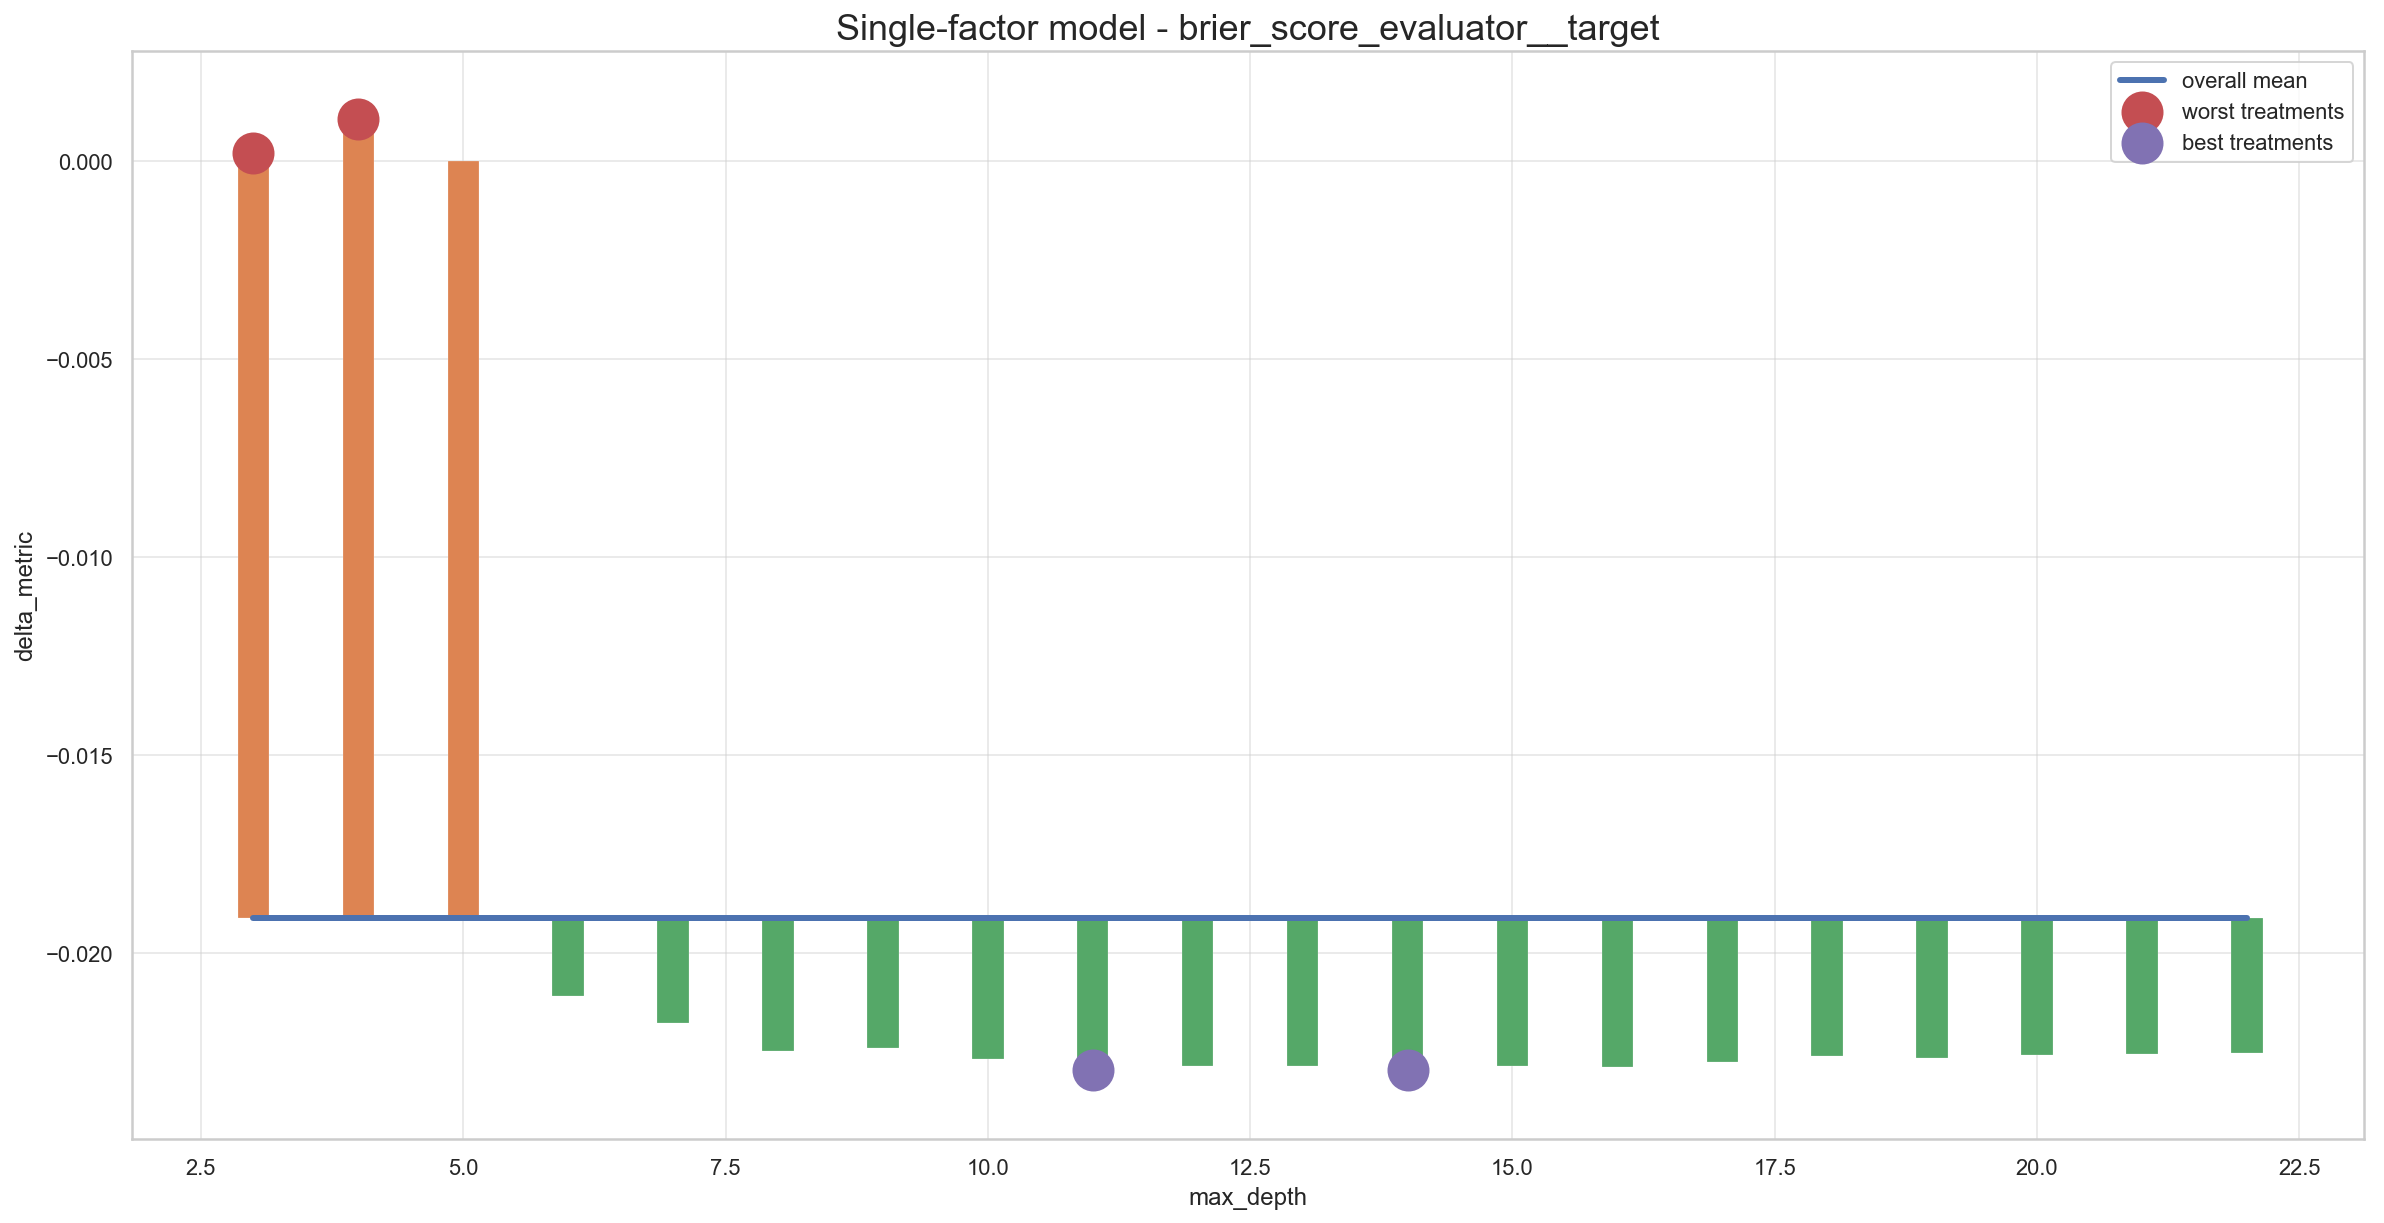 Single-factor model - brier_score_evaluator__target
overall mean
worst treatments
best treatments
0.000
−0.005
−0.010
−0.015
−0.020
delta_metric
2.5 5.0 7.5 10.0 12.5 15.0 17.5 20.0 22.5
max_depth